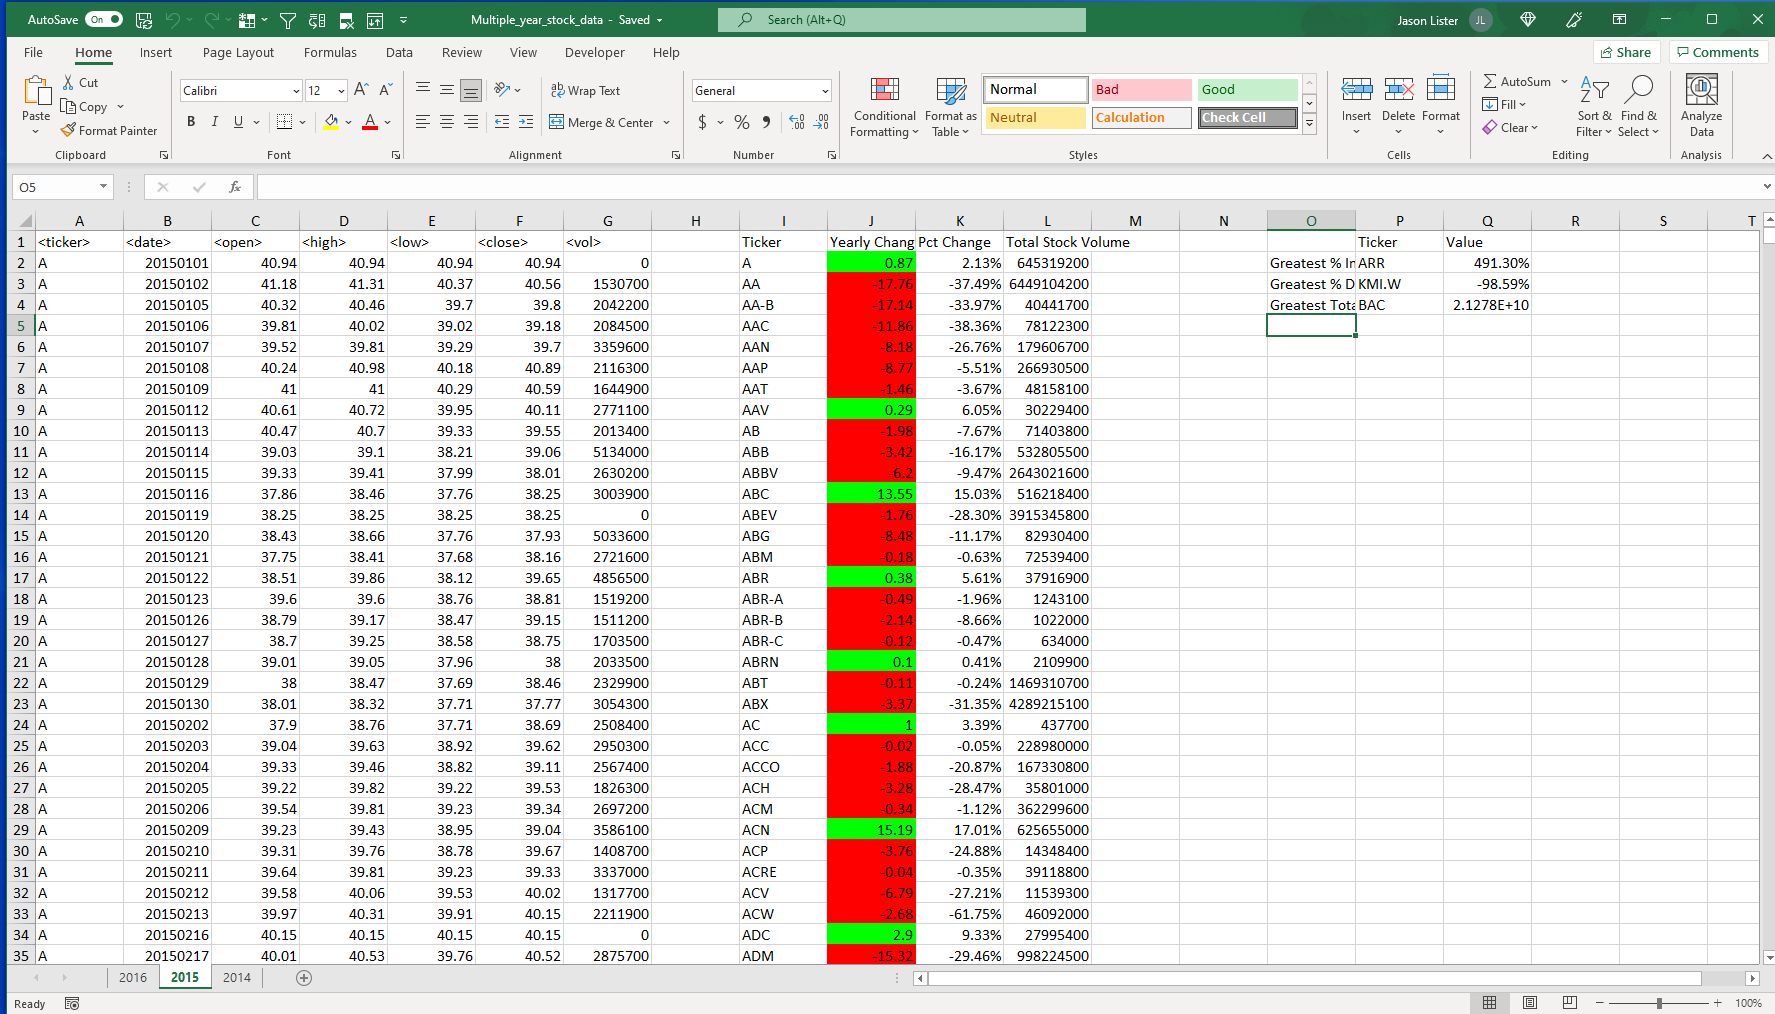 AutoSave On Multiple_year_stock_data - Saved Search (Alt+Q) Jason Lister JL
File Home Insert Page Layout Formulas Data Review View Developer Help Share Comments
Paste Cut Copy Format Painter
Clipboard
Calibri 12 A^ Aˇ
B I U A
Font
ab Wrap Text
Merge & Center
Alignment
General
$ % 9
Number
Conditional Formatting Format as Table
Normal Bad Good
Neutral Calculation Check Cell
Styles
Insert Delete Format
Cells
AutoSum Fill Clear Sort & Filter Find & Select
Editing
Analyze Data
Analysis
O5 fx
A B C D E F G H I J K L M N O P Q R S T
1 <ticker> <date> <open> <high> <low> <close> <vol> Ticker Yearly Chang Pct Change Total Stock Volume Ticker Value
2 A 20150101 40.94 40.94 40.94 40.94 0 A 0.87 2.13% 645319200 Greatest % In ARR 491.30%
3 A 20150102 41.18 41.31 40.37 40.56 1530700 AA -17.76 -37.49% 6449104200 Greatest % D KMI.W -98.59%
4 A 20150105 40.32 40.46 39.7 39.8 2042200 AA-B -17.14 -33.97% 40441700 Greatest Tota BAC 2.1278E+10
5 A 20150106 39.81 40.02 39.02 39.18 2084500 AAC -11.86 -38.36% 78122300
6 A 20150107 39.52 39.81 39.29 39.7 3359600 AAN -8.18 -26.76% 179606700
7 A 20150108 40.24 40.98 40.18 40.89 2116300 AAP -8.77 -5.51% 266930500
8 A 20150109 41 41 40.29 40.59 1644900 AAT -1.46 -3.67% 48158100
9 A 20150112 40.61 40.72 39.95 40.11 2771100 AAV 0.29 6.05% 30229400
10 A 20150113 40.47 40.7 39.33 39.55 2013400 AB -1.98 -7.67% 71403800
11 A 20150114 39.03 39.1 38.21 39.06 5134000 ABB -3.42 -16.17% 532805500
12 A 20150115 39.33 39.41 37.99 38.01 2630200 ABBV -6.2 -9.47% 2643021600
13 A 20150116 37.86 38.46 37.76 38.25 3003900 ABC 13.55 15.03% 516218400
14 A 20150119 38.25 38.25 38.25 38.25 0 ABEV -1.76 -28.30% 3915345800
15 A 20150120 38.43 38.66 37.76 37.93 5033600 ABG -8.48 -11.17% 82930400
16 A 20150121 37.75 38.41 37.68 38.16 2721600 ABM -0.18 -0.63% 72539400
17 A 20150122 38.51 39.86 38.12 39.65 4856500 ABR 0.38 5.61% 37916900
18 A 20150123 39.6 39.6 38.76 38.81 1519200 ABR-A -0.49 -1.96% 1243100
19 A 20150126 38.79 39.17 38.47 39.15 1511200 ABR-B -2.14 -8.66% 1022000
20 A 20150127 38.7 39.25 38.58 38.75 1703500 ABR-C -0.12 -0.47% 634000
21 A 20150128 39.01 39.05 37.96 38 2033500 ABRN 0.1 0.41% 2109900
22 A 20150129 38 38.47 37.69 38.46 2329900 ABT -0.11 -0.24% 1469310700
23 A 20150130 38.01 38.32 37.71 37.77 3054300 ABX -3.37 -31.35% 4289215100
24 A 20150202 37.9 38.76 37.71 38.69 2508400 AC 1 3.39% 437700
25 A 20150203 39.04 39.63 38.92 39.62 2950300 ACC -0.02 -0.05% 228980000
26 A 20150204 39.33 39.46 38.82 39.11 2567400 ACCO -1.88 -20.87% 167330800
27 A 20150205 39.22 39.82 39.22 39.53 1826300 ACH -3.28 -28.47% 35801000
28 A 20150206 39.54 39.81 39.23 39.34 2697200 ACM -0.34 -1.12% 362299600
29 A 20150209 39.23 39.43 38.95 39.04 3586100 ACN 15.19 17.01% 625655000
30 A 20150210 39.31 39.76 38.78 39.67 1408700 ACP -3.76 -24.88% 14348400
31 A 20150211 39.64 39.81 39.23 39.33 3337000 ACRE -0.04 -0.35% 39118800
32 A 20150212 39.58 40.06 39.53 40.02 1317700 ACV -6.79 -27.21% 11539300
33 A 20150213 39.97 40.31 39.91 40.15 2211900 ACW -2.68 -61.75% 46092000
34 A 20150216 40.15 40.15 40.15 40.15 0 ADC 2.9 9.33% 27995400
35 A 20150217 40.01 40.53 39.76 40.52 2875700 ADM -15.32 -29.46% 998224500
2016 2015 2014
Ready 100%